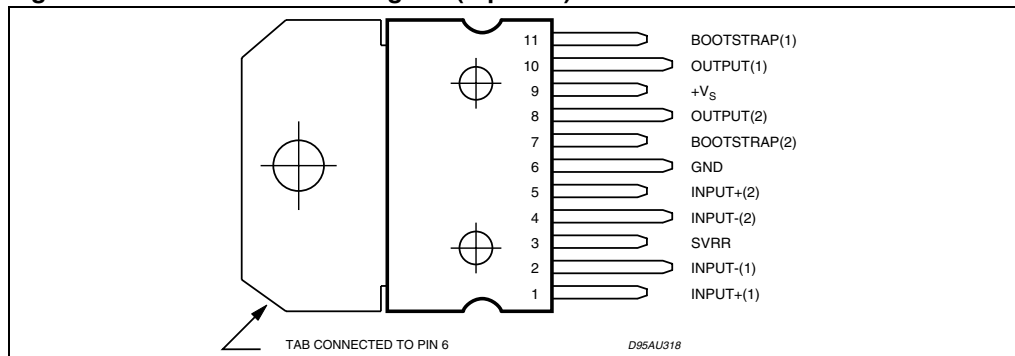 11 BOOTSTRAP(1)
10 OUTPUT(1)
9 +VS
8 OUTPUT(2)
7 BOOTSTRAP(2)
6 GND
5 INPUT+(2)
4 INPUT-(2)
3 SVRR
2 INPUT-(1)
1 INPUT+(1)
TAB CONNECTED TO PIN 6 D95AU318